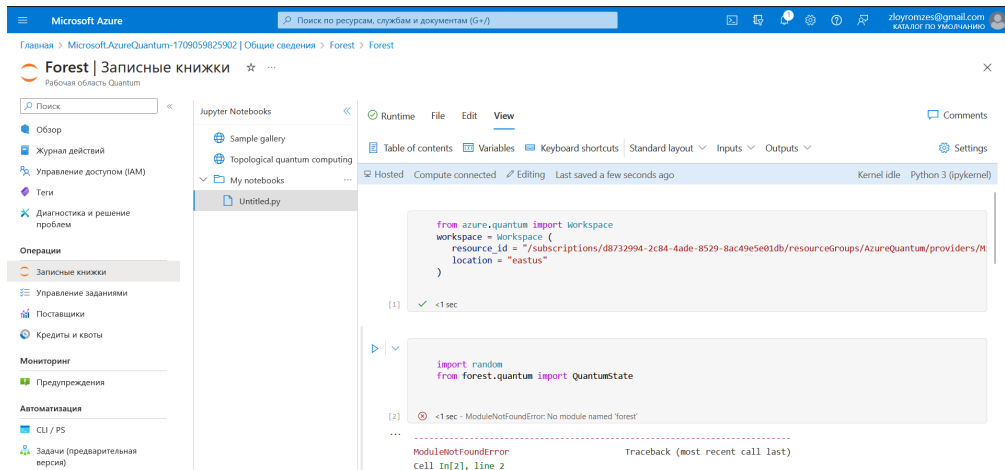 Microsoft Azure
Поиск по ресурсам, службам и документам (G+/)
1
zloyromzes@gmail.com
КАТАЛОГ ПО УМОЛЧАНИЮ
Главная > Microsoft.AzureQuantum-1709059825902 | Общие сведения > Forest > Forest
Forest | Записные книжки
Рабочая область Quantum
Поиск
Обзор
Журнал действий
Управление доступом (IAM)
Теги
Диагностика и решение
проблем
Операции
Записные книжки
Управление заданиями
Поставщики
Кредиты и квоты
Мониторинг
Предупреждения
Автоматизация
CLI / PS
Задачи (предварительная
версия)
Jupyter Notebooks
Sample gallery
Topological quantum computing
My notebooks
Untitled.py
Runtime File Edit View
Comments
Table of contents Variables Keyboard shortcuts Standard layout Inputs Outputs
Settings
Hosted Compute connected Editing Last saved a few seconds ago
Kernel idle Python 3 (ipykernel)
from azure.quantum import Workspace
workspace = Workspace (
resource_id = "/subscriptions/d8732994-2c84-4ade-8529-8ac49e5e01db/resourceGroups/AzureQuantum/providers/M
location = "eastus"
)
[1] <1 sec
import random
from forest.quantum import QuantumState
[2] <1 sec - ModuleNotFoundError: No module named 'forest'
---------------------------------------------------------------------------
ModuleNotFoundError Traceback (most recent call last)
Cell In[2], line 2